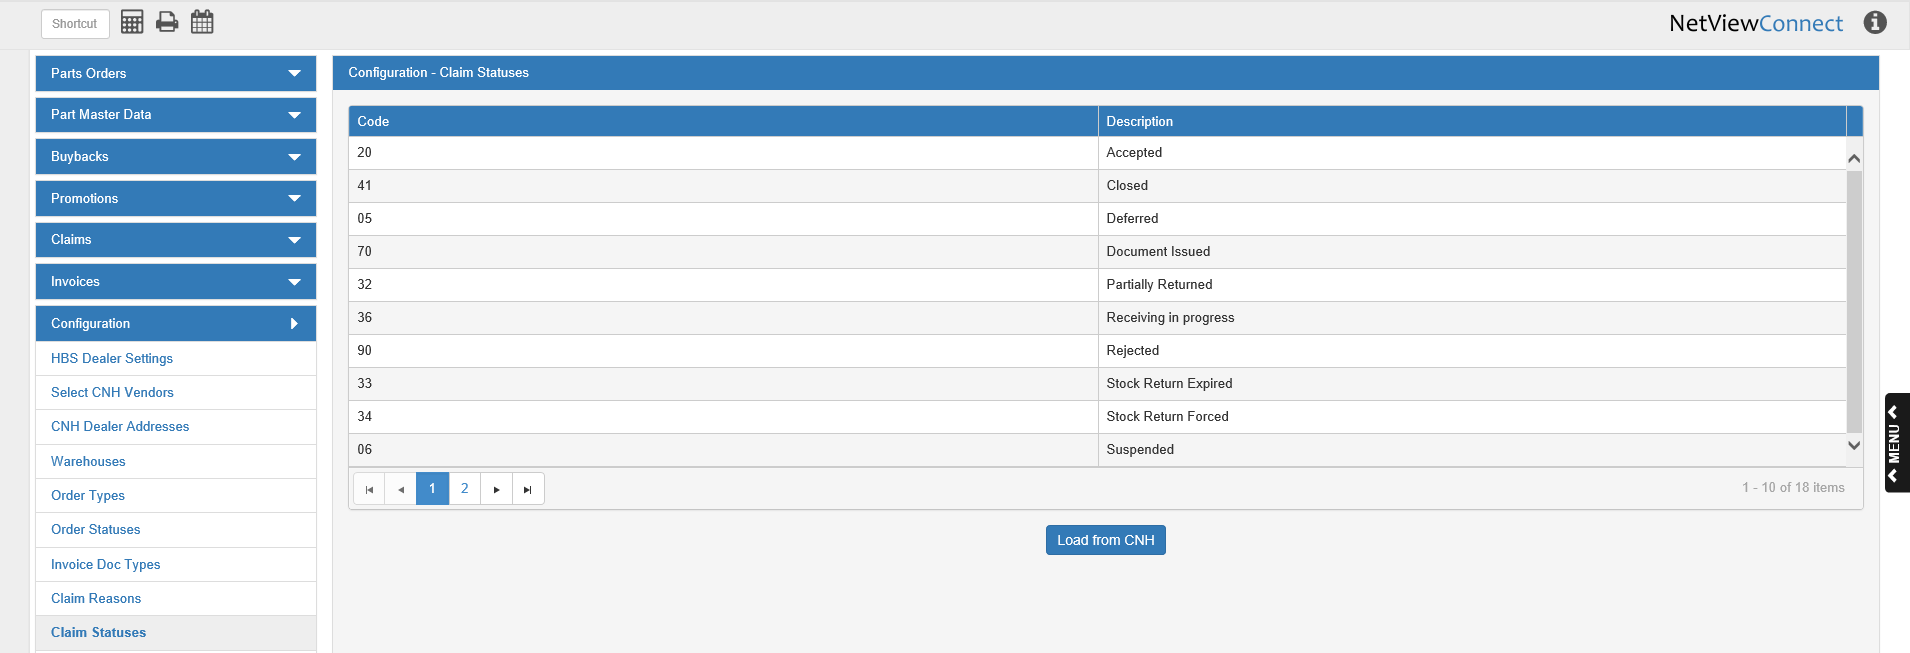 Shortcut
NetViewConnect
Parts Orders
Part Master Data
Buybacks
Promotions
Claims
Invoices
Configuration
HBS Dealer Settings
Select CNH Vendors
CNH Dealer Addresses
Warehouses
Order Types
Order Statuses
Invoice Doc Types
Claim Reasons
Claim Statuses
Configuration - Claim Statuses
Code Description
20 Accepted
41 Closed
05 Deferred
70 Document Issued
32 Partially Returned
36 Receiving in progress
90 Rejected
33 Stock Return Expired
34 Stock Return Forced
06 Suspended
1 2
1 - 10 of 18 items
Load from CNH
MENU